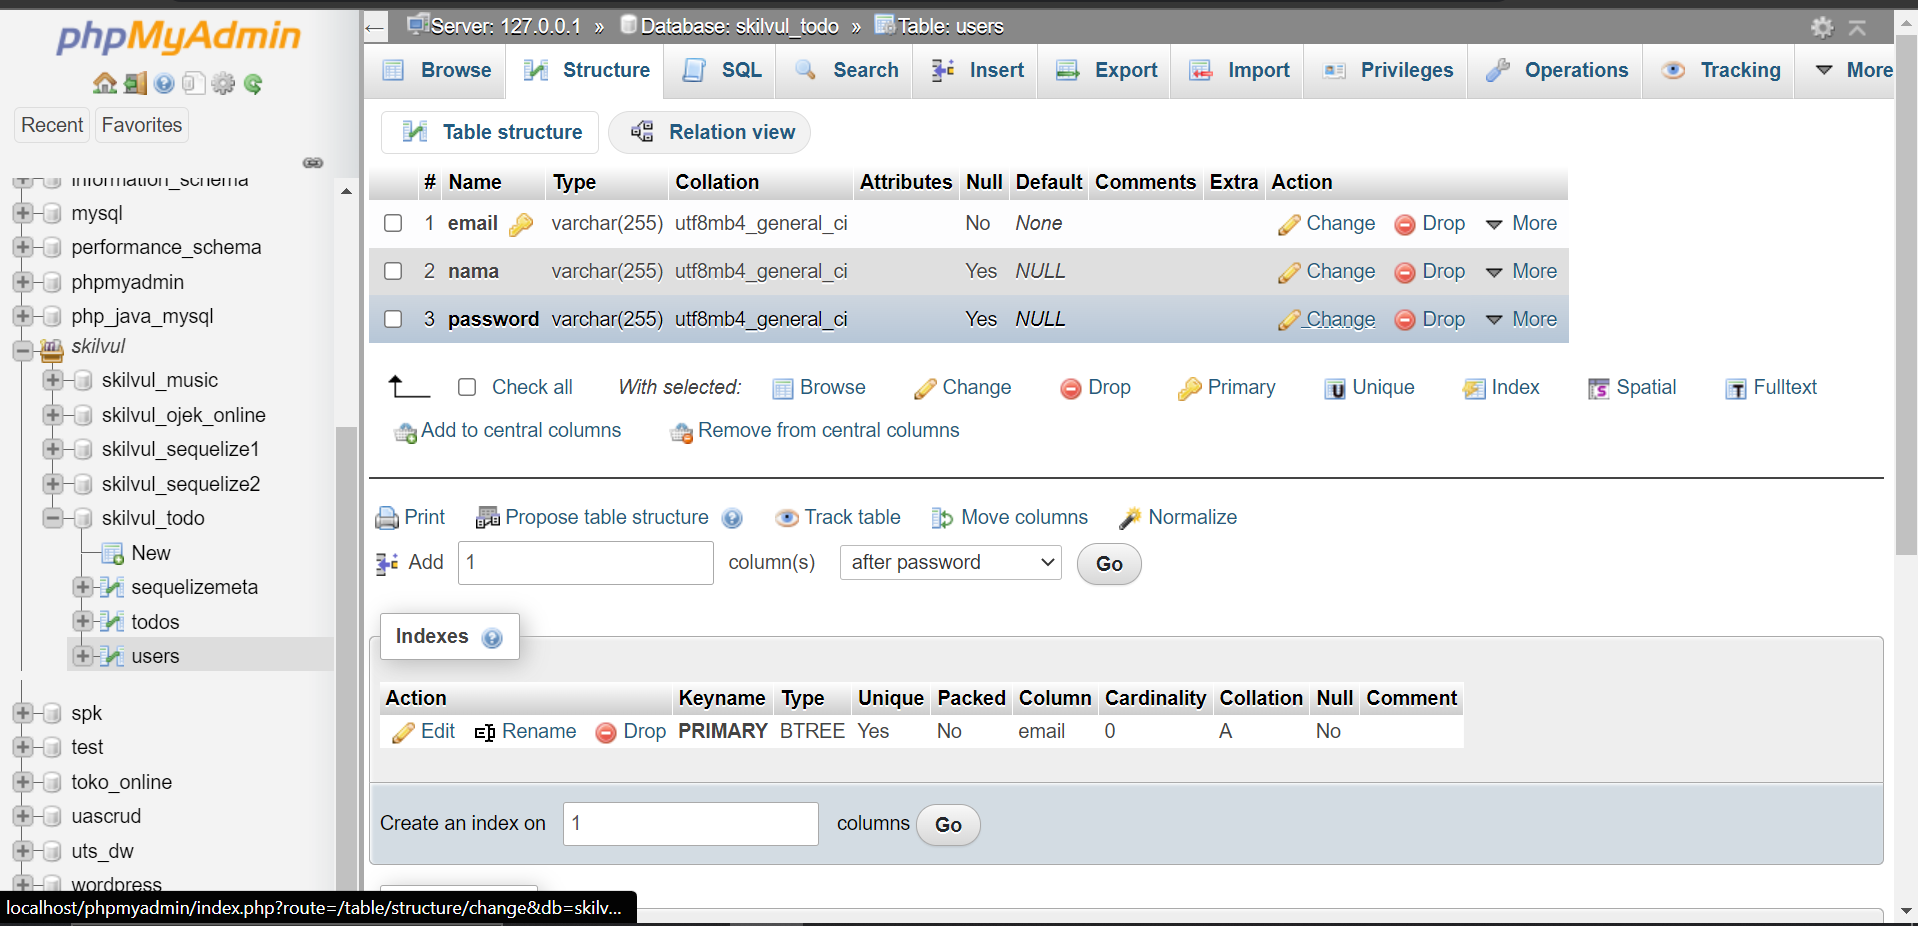 phpMyAdmin
Recent Favorites
information_schema
mysql
performance_schema
phpmyadmin
php_java_mysql
skilvul
skilvul_music
skilvul_ojek_online
skilvul_sequelize1
skilvul_sequelize2
skilvul_todo
New
sequelizemeta
todos
users
spk
test
toko_online
uascrud
uts_dw
wordpress
localhost/phpmyadmin/index.php?route=/table/structure/change&db=skilv...
Server: 127.0.0.1 » Database: skilvul_todo » Table: users
Browse Structure SQL Search Insert Export Import Privileges Operations Tracking More
Table structure Relation view
# Name Type Collation Attributes Null Default Comments Extra Action
1 email varchar(255) utf8mb4_general_ci No None Change Drop More
2 nama varchar(255) utf8mb4_general_ci Yes NULL Change Drop More
3 password varchar(255) utf8mb4_general_ci Yes NULL Change Drop More
Check all With selected: Browse Change Drop Primary Unique Index Spatial Fulltext
Add to central columns Remove from central columns
Print Propose table structure Track table Move columns Normalize
Add 1 column(s) after password Go
Indexes
Action Keyname Type Unique Packed Column Cardinality Collation Null Comment
Edit Rename Drop PRIMARY BTREE Yes No email 0 A No
Create an index on 1 columns Go